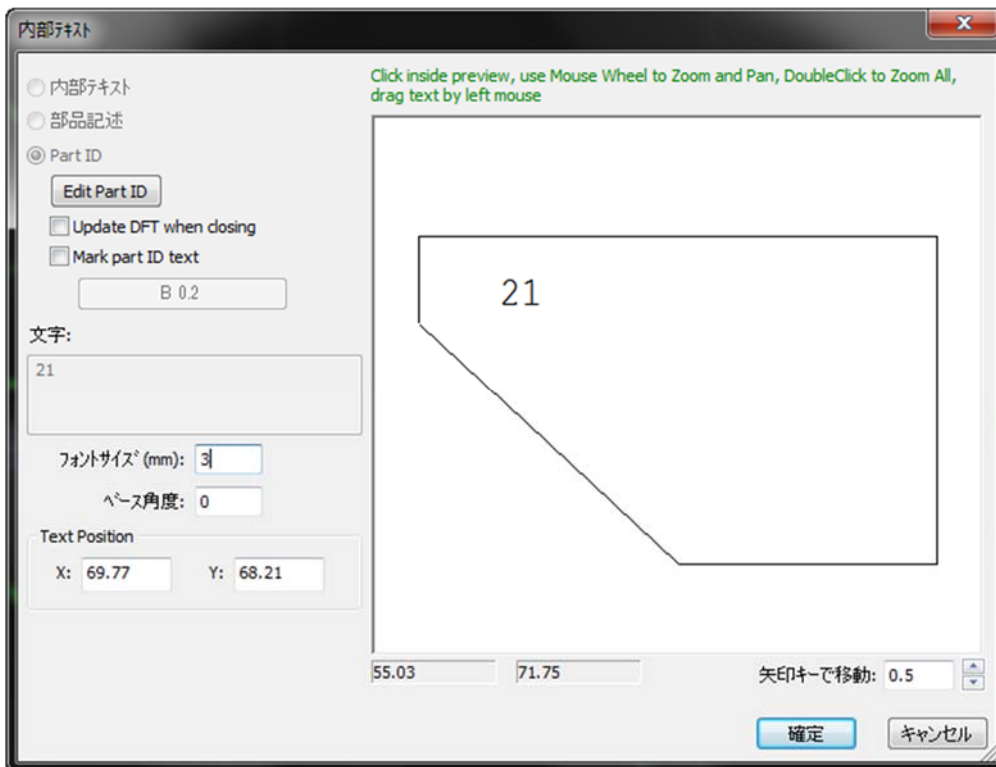 内部テキスト
内部テキスト
部品記述
Part ID
Edit Part ID
Update DFT when closing
Mark part ID text
B 0.2
文字:
21
フォントサイズ(mm): 3
ベース角度: 0
Text Position
X: 69.77 Y: 68.21
Click inside preview, use Mouse Wheel to Zoom and Pan, DoubleClick to Zoom All,
drag text by left mouse
21
55.03 71.75 矢印キーで移動: 0.5
確定 キャンセル